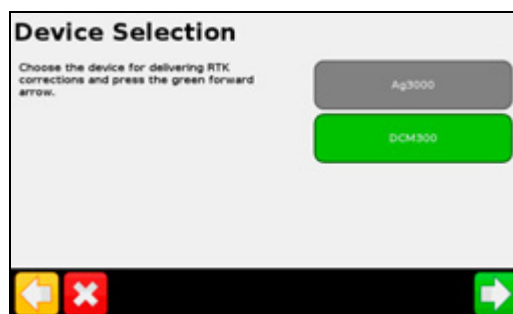 Device Selection
Choose the device for delivering RTK
corrections and press the green forward
arrow.
Ag3000
DCM300